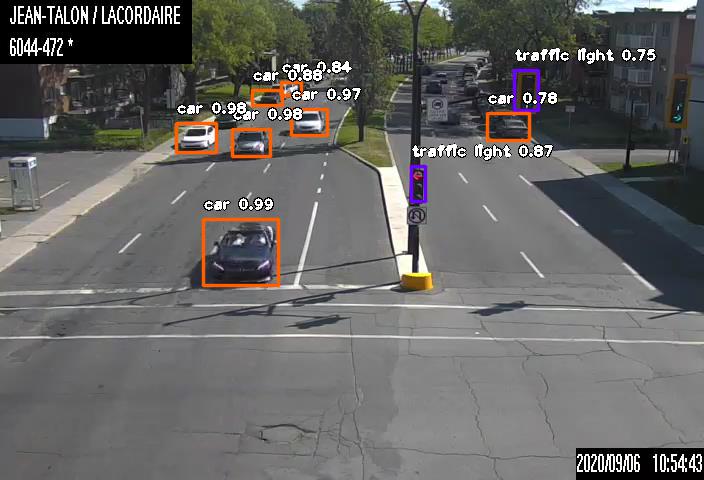 JEAN-TALON / LACORDAIRE
6044-472 *
car 0.84
car 0.88
car 0.97
car 0.98
car 0.98
traffic light 0.75
car 0.78
traffic light 0.87
car 0.99
2020/09/06 10:54:43